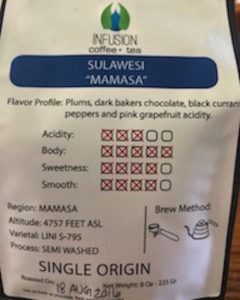 INFUSION
coffee • tea
SULAWESI
"MAMASA"
Flavor Profile: Plums, dark bakers chocolate, black curran
peppers and pink grapefruit acidity.
Acidity:
Body:
Sweetness:
Smooth:
Region: MAMASA
Brew Method:
Altitude: 4757 FEET ASL
Varietal: LINI S-795
Process: SEMI WASHED
SINGLE ORIGIN
Roasted On: 18 AUG 2016
Net Weight: 8 Oz - 225 Gr